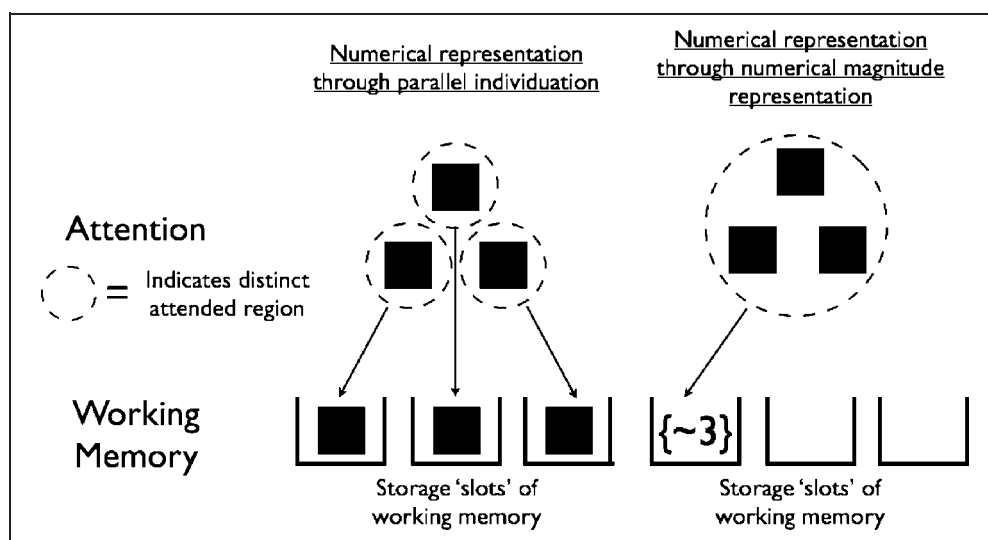 Numerical representation
through parallel individuation
Numerical representation
through numerical magnitude
representation
Attention
= Indicates distinct
attended region
Working
Memory
{~3}
Storage ‘slots’ of
working memory
Storage ‘slots’ of
working memory